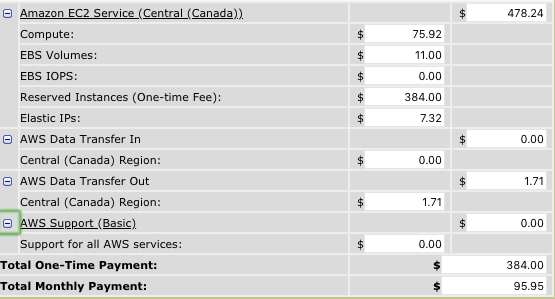 Amazon EC2 Service (Central (Canada)) $ 478.24
Compute: $ 75.92
EBS Volumes: $ 11.00
EBS IOPS: $ 0.00
Reserved Instances (One-time Fee): $ 384.00
Elastic IPs: $ 7.32
AWS Data Transfer In $ 0.00
Central (Canada) Region: $ 0.00
AWS Data Transfer Out $ 1.71
Central (Canada) Region: $ 1.71
AWS Support (Basic) $ 0.00
Support for all AWS services: $ 0.00
Total One-Time Payment: $ 384.00
Total Monthly Payment: $ 95.95